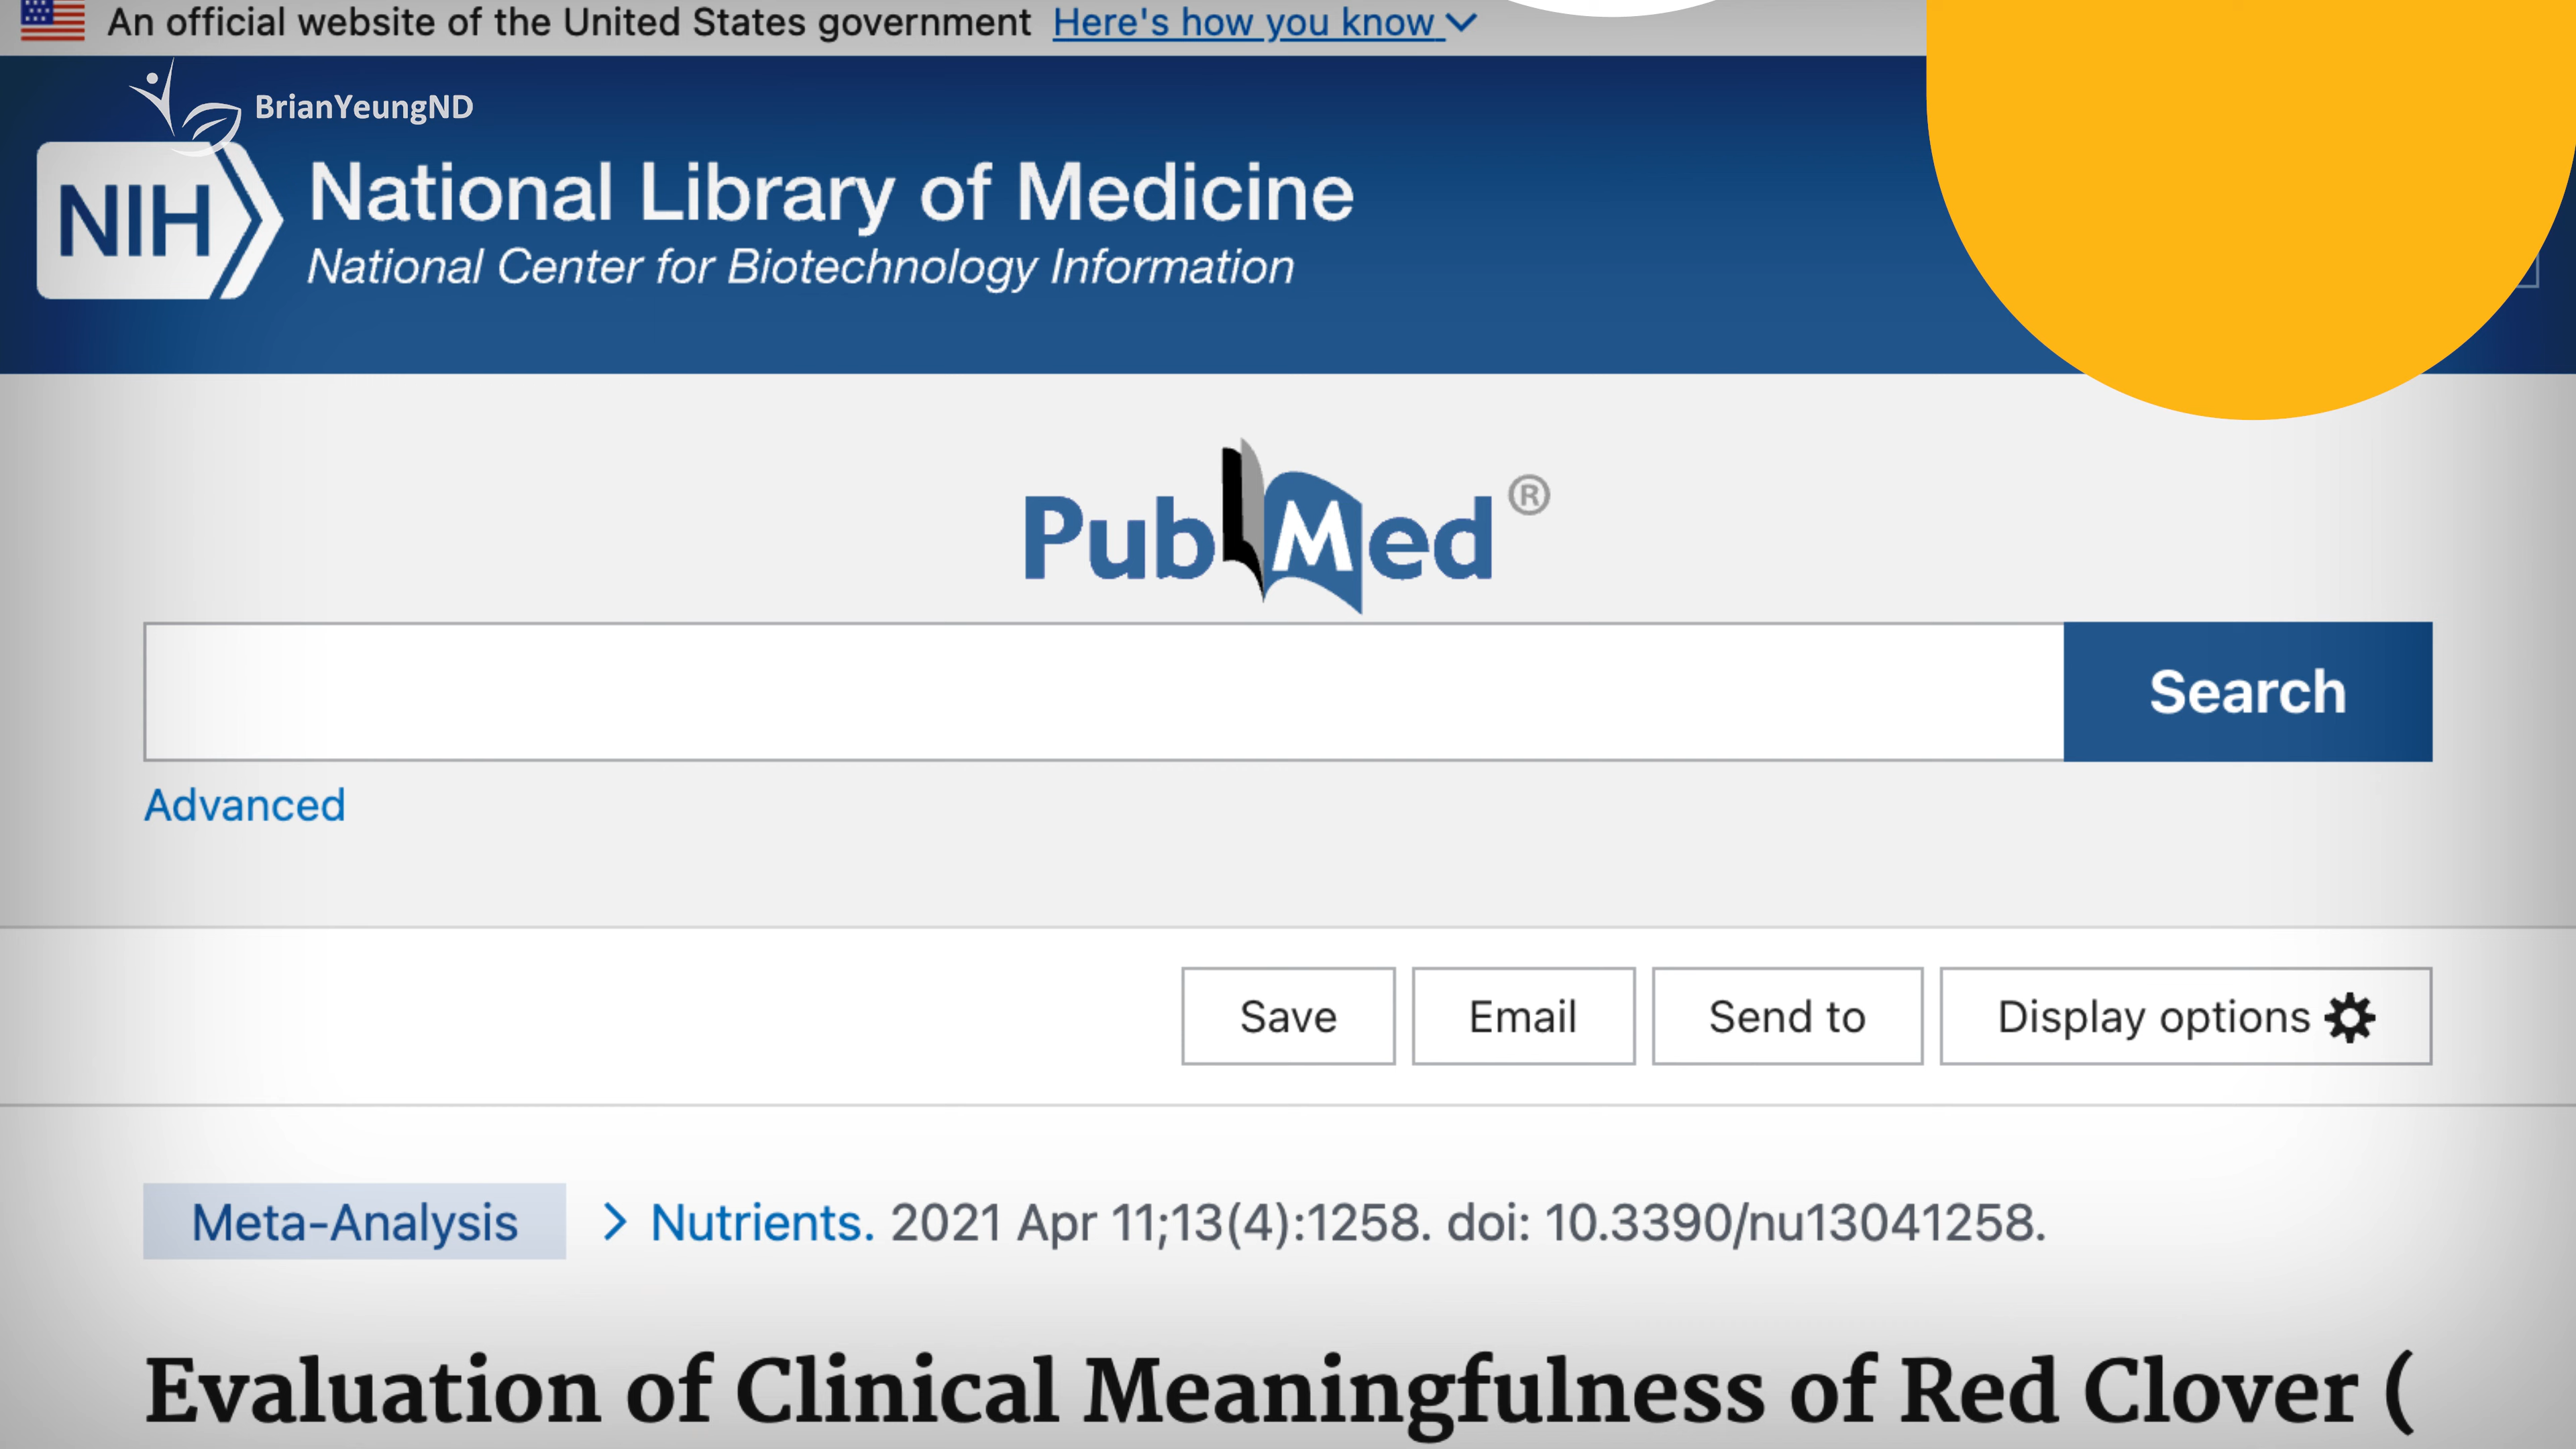 An official website of the United States government Here's how you know
BrianYeungND
NIH National Library of Medicine
National Center for Biotechnology Information
PubMed ®
Search
Advanced
Save Email Send to Display options
Meta-Analysis > Nutrients. 2021 Apr 11;13(4):1258. doi: 10.3390/nu13041258.
Evaluation of Clinical Meaningfulness of Red Clover (